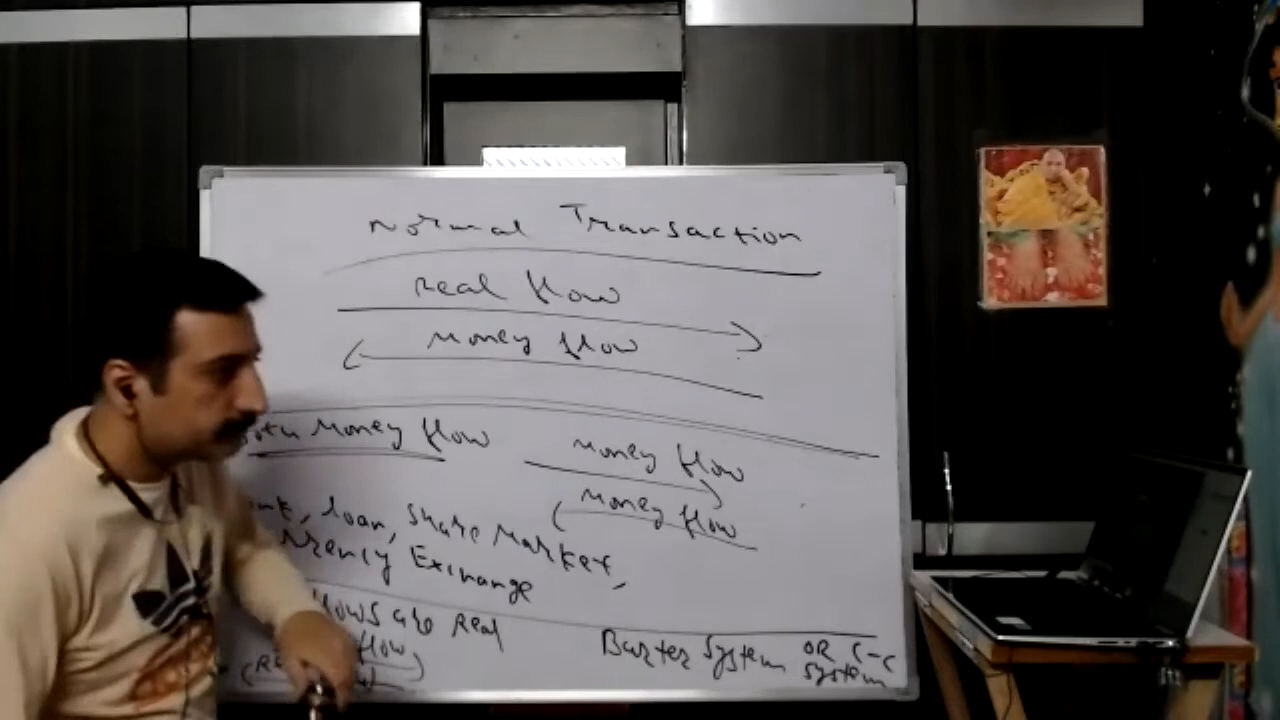 Normal Transaction
Real flow
Money flow
Money flow
Money flow
Money flow
loan, Share Market,
Exchange
flows are Real
flow
Barter System OR C-C
System